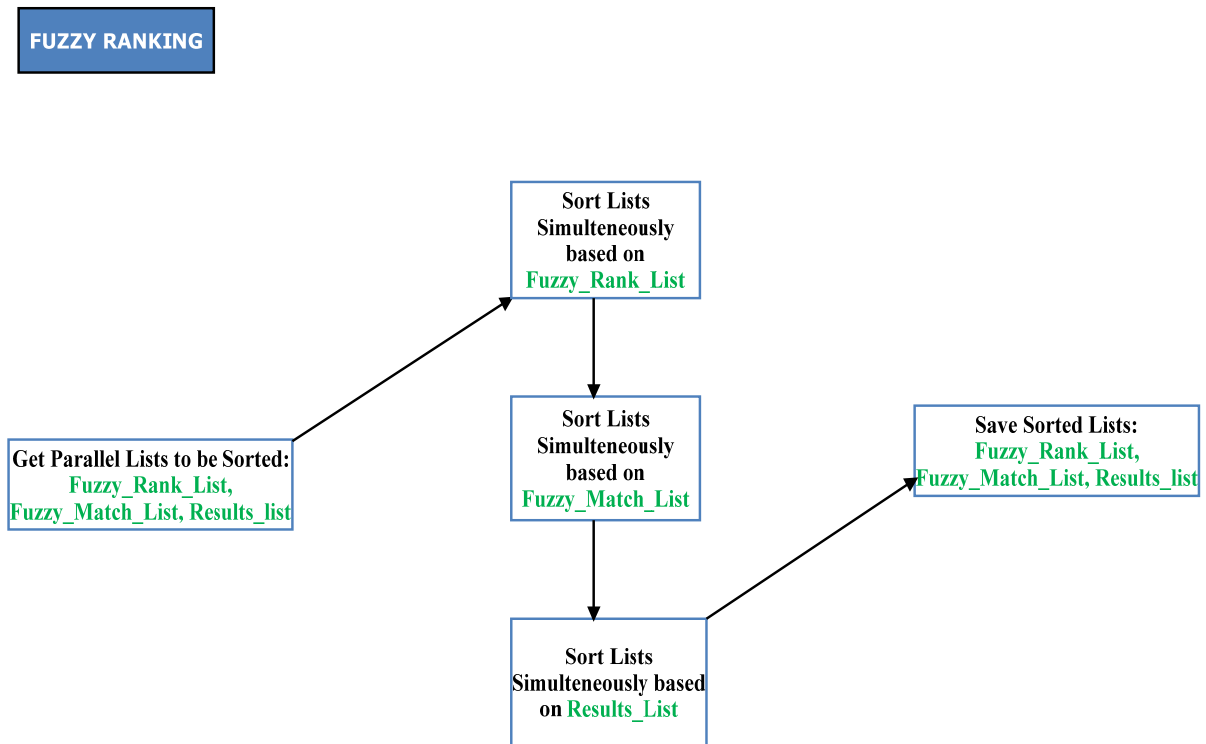 FUZZY RANKING
Get Parallel Lists to be Sorted:
Fuzzy_Rank_List,
Fuzzy_Match_List, Results_list
Sort Lists
Simulteneously
based on
Fuzzy_Rank_List
Sort Lists
Simulteneously
based on
Fuzzy_Match_List
Sort Lists
Simulteneously based
on Results_List
Save Sorted Lists:
Fuzzy_Rank_List,
Fuzzy_Match_List, Results_list